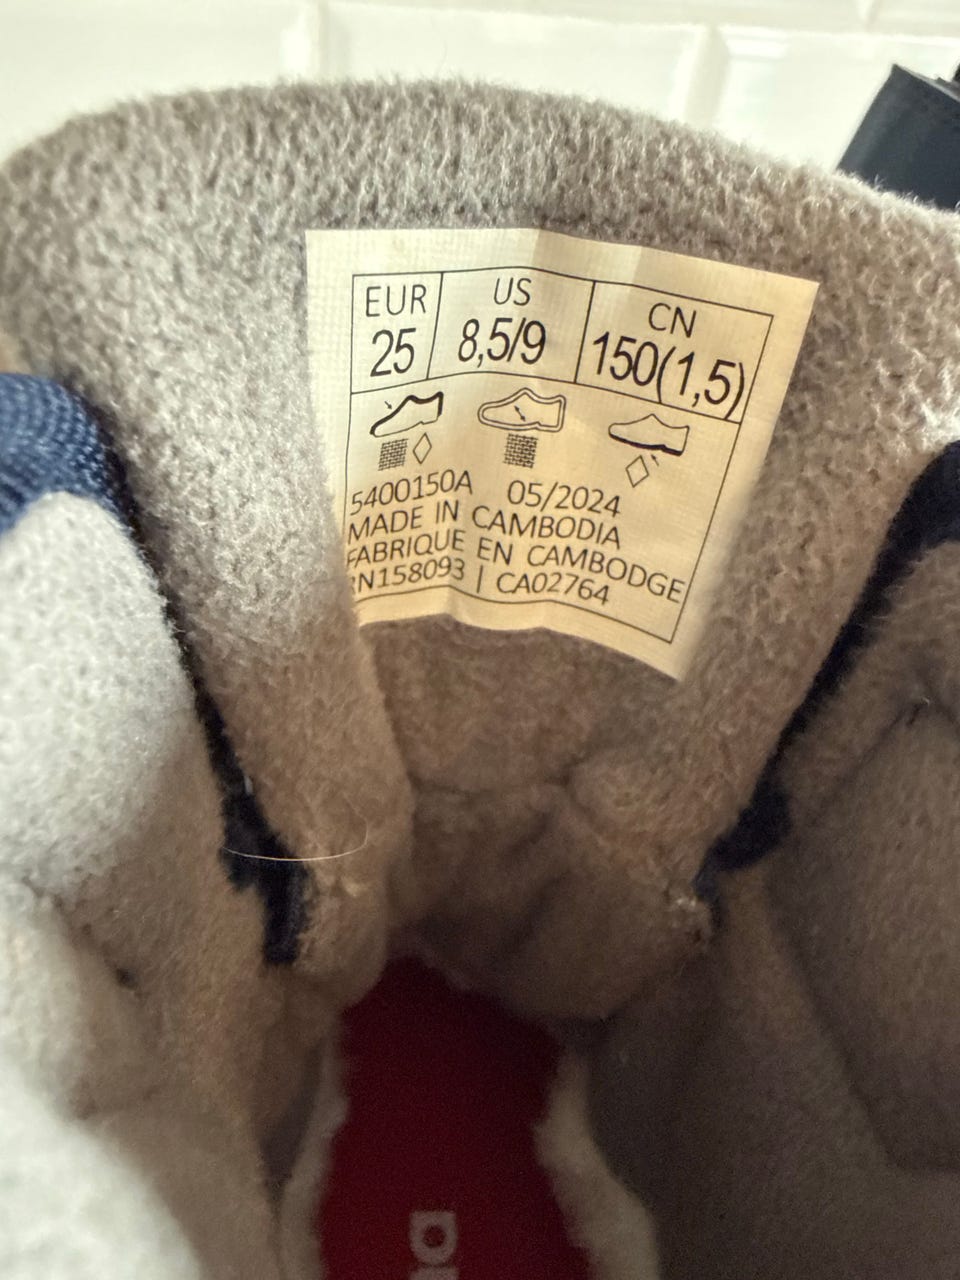 EUR US CN
25 8,5/9 150(1,5)
5400150A 05/2024
MADE IN CAMBODIA
FABRIQUE EN CAMBODGE
RN158093 | CA02764